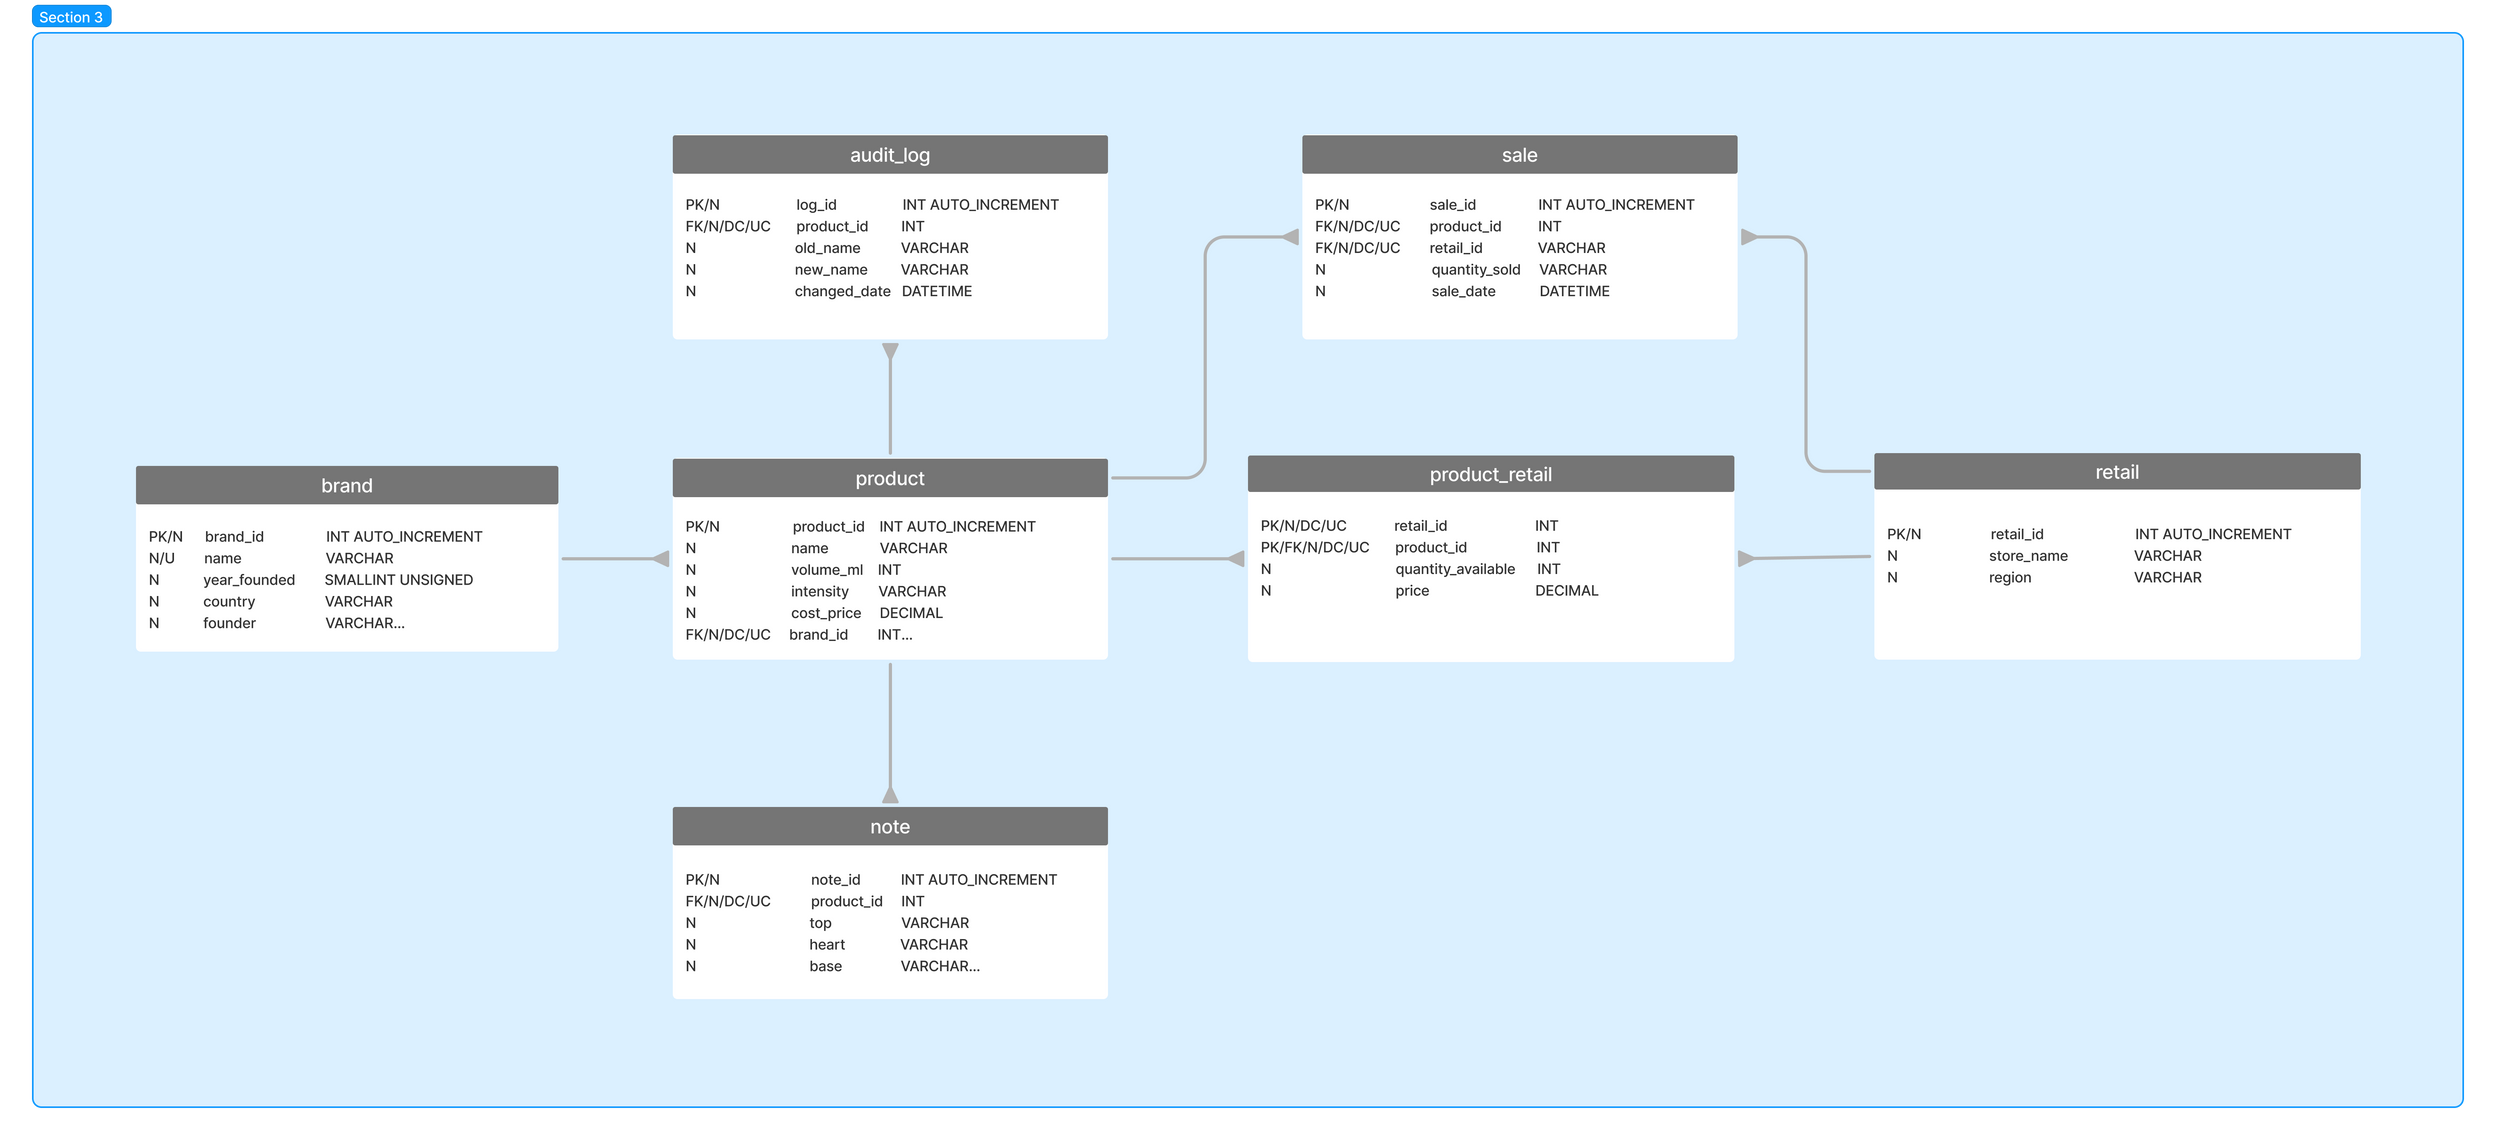 Section 3
audit_log
PK/N log_id INT AUTO_INCREMENT
FK/N/DC/UC product_id INT
N old_name VARCHAR
N new_name VARCHAR
N changed_date DATETIME
sale
PK/N sale_id INT AUTO_INCREMENT
FK/N/DC/UC product_id INT
FK/N/DC/UC retail_id VARCHAR
N quantity_sold VARCHAR
N sale_date DATETIME
brand
PK/N brand_id INT AUTO_INCREMENT
N/U name VARCHAR
N year_founded SMALLINT UNSIGNED
N country VARCHAR
N founder VARCHAR...
product
PK/N product_id INT AUTO_INCREMENT
N name VARCHAR
N volume_ml INT
N intensity VARCHAR
N cost_price DECIMAL
FK/N/DC/UC brand_id INT...
product_retail
PK/N/DC/UC retail_id INT
PK/FK/N/DC/UC product_id INT
N quantity_available INT
N price DECIMAL
retail
PK/N retail_id INT AUTO_INCREMENT
N store_name VARCHAR
N region VARCHAR
note
PK/N note_id INT AUTO_INCREMENT
FK/N/DC/UC product_id INT
N top VARCHAR
N heart VARCHAR
N base VARCHAR...